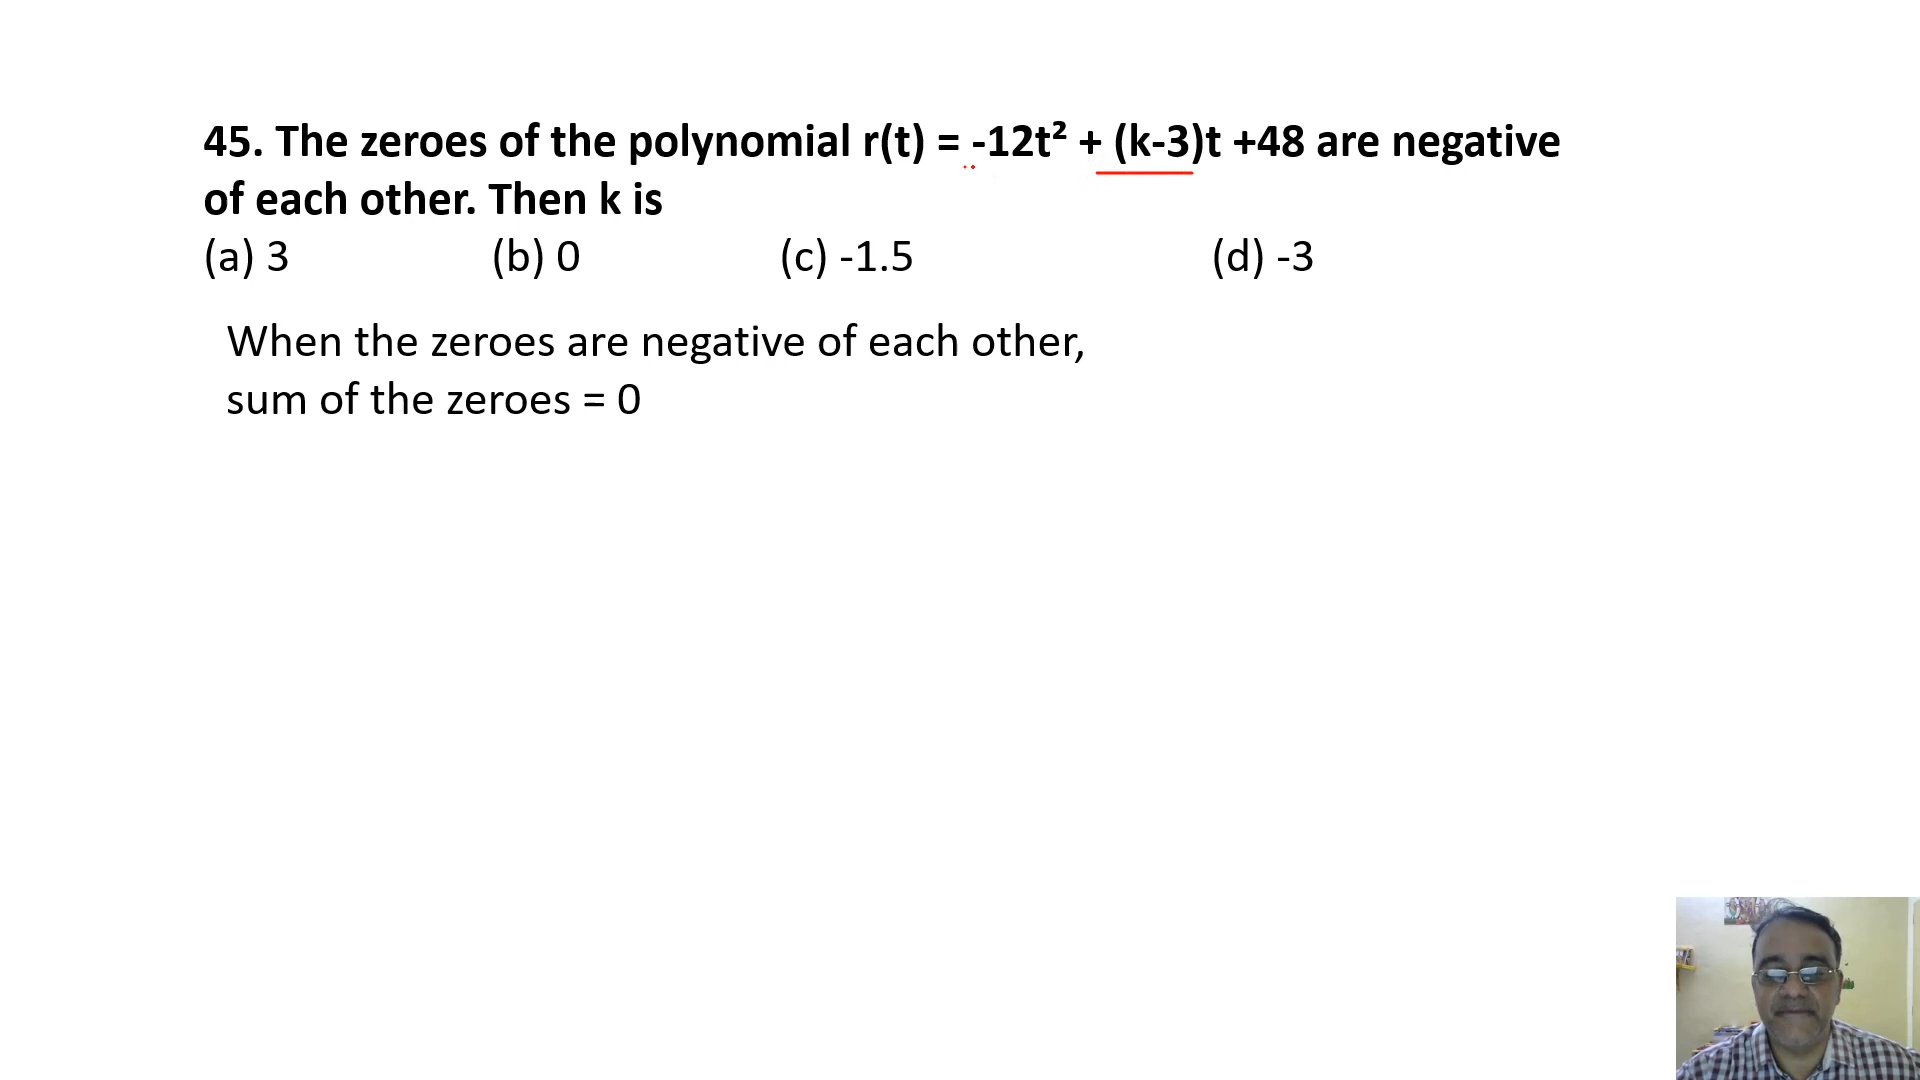 45. The zeroes of the polynomial r(t) = -12t² + (k-3)t +48 are negative
of each other. Then k is
(a) 3 (b) 0 (c) -1.5 (d) -3
When the zeroes are negative of each other,
sum of the zeroes = 0